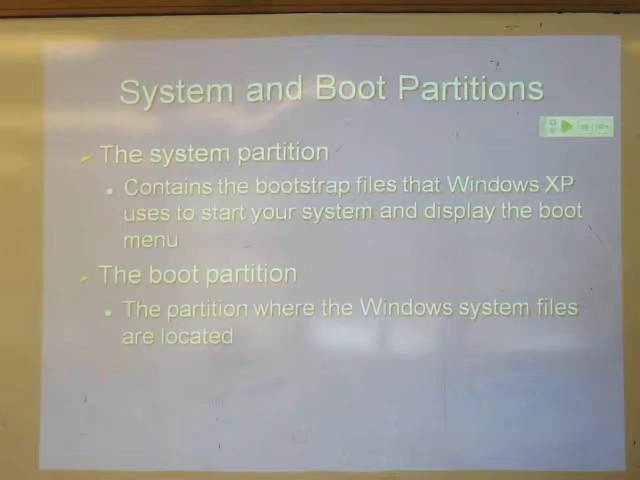 System and Boot Partitions
The system partition
Contains the bootstrap files that Windows XP
uses to start your system and display the boot
menu
The boot partition
The partition where the Windows system files
are located